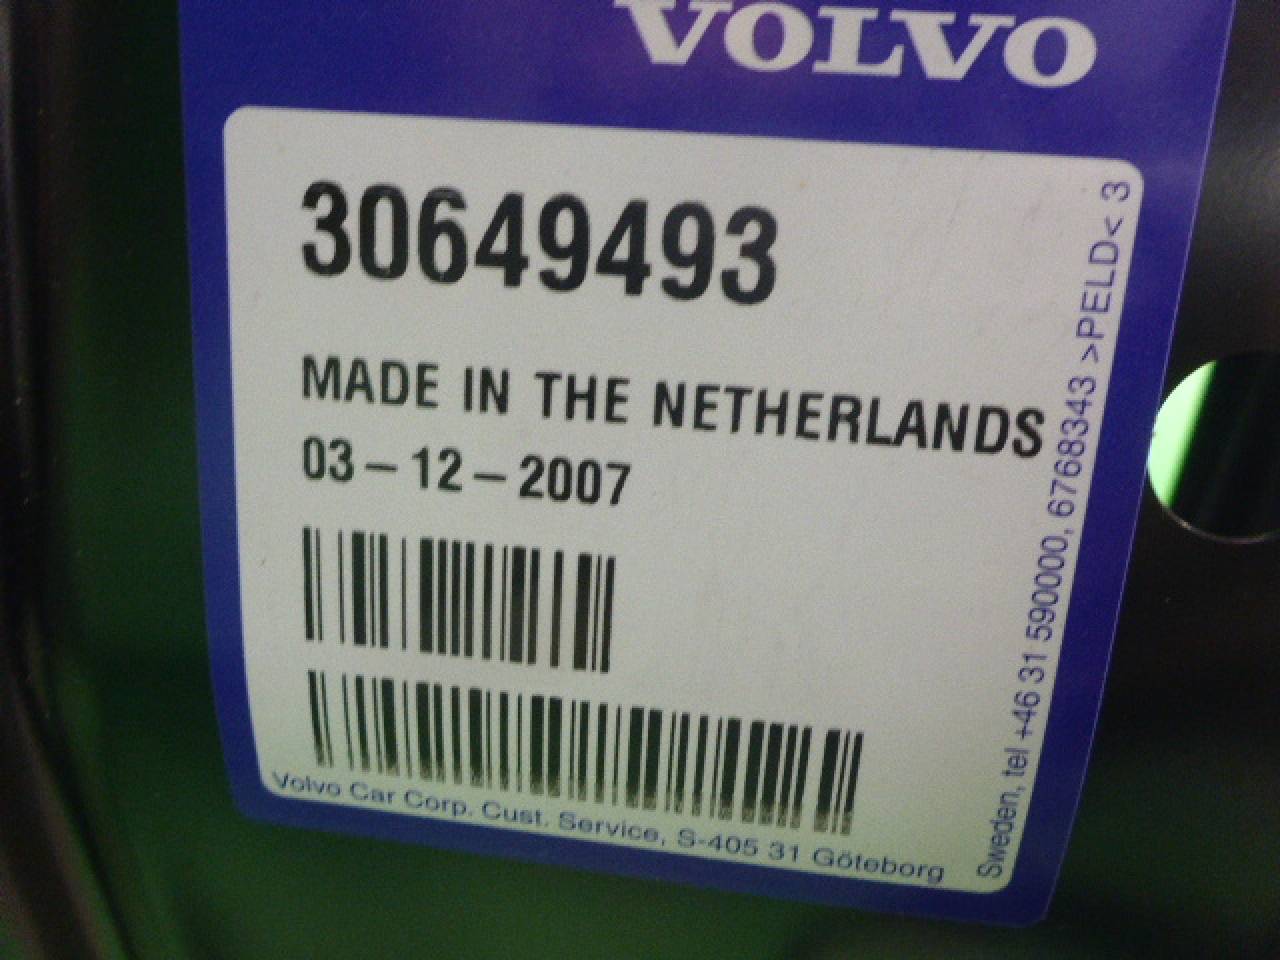 VOLVO
30649493
MADE IN THE NETHERLANDS
03-12-2007
Volvo Car Corp. Cust. Service, S-405 31 Göteborg
Sweden, tel +46 31 590000, 6768343 >PELD< 3